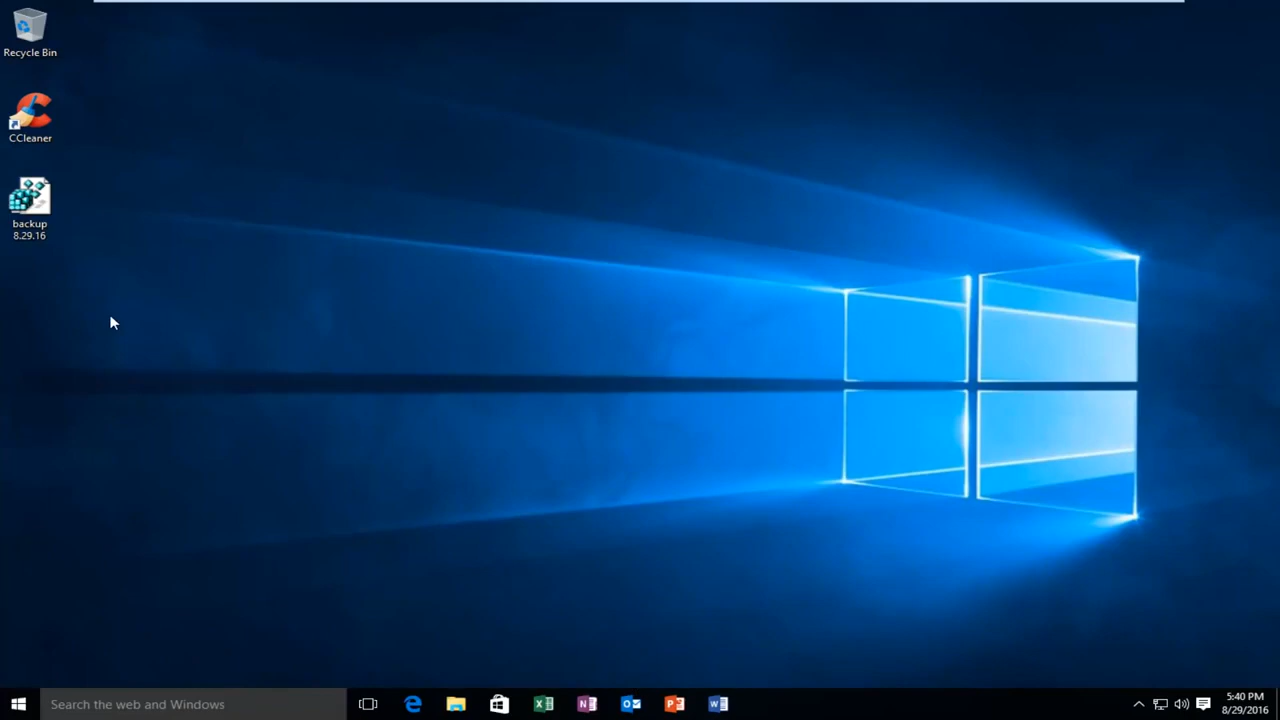 Recycle Bin
CCleaner
backup
8.29.16
Search the web and Windows
5:40 PM
8/29/2016